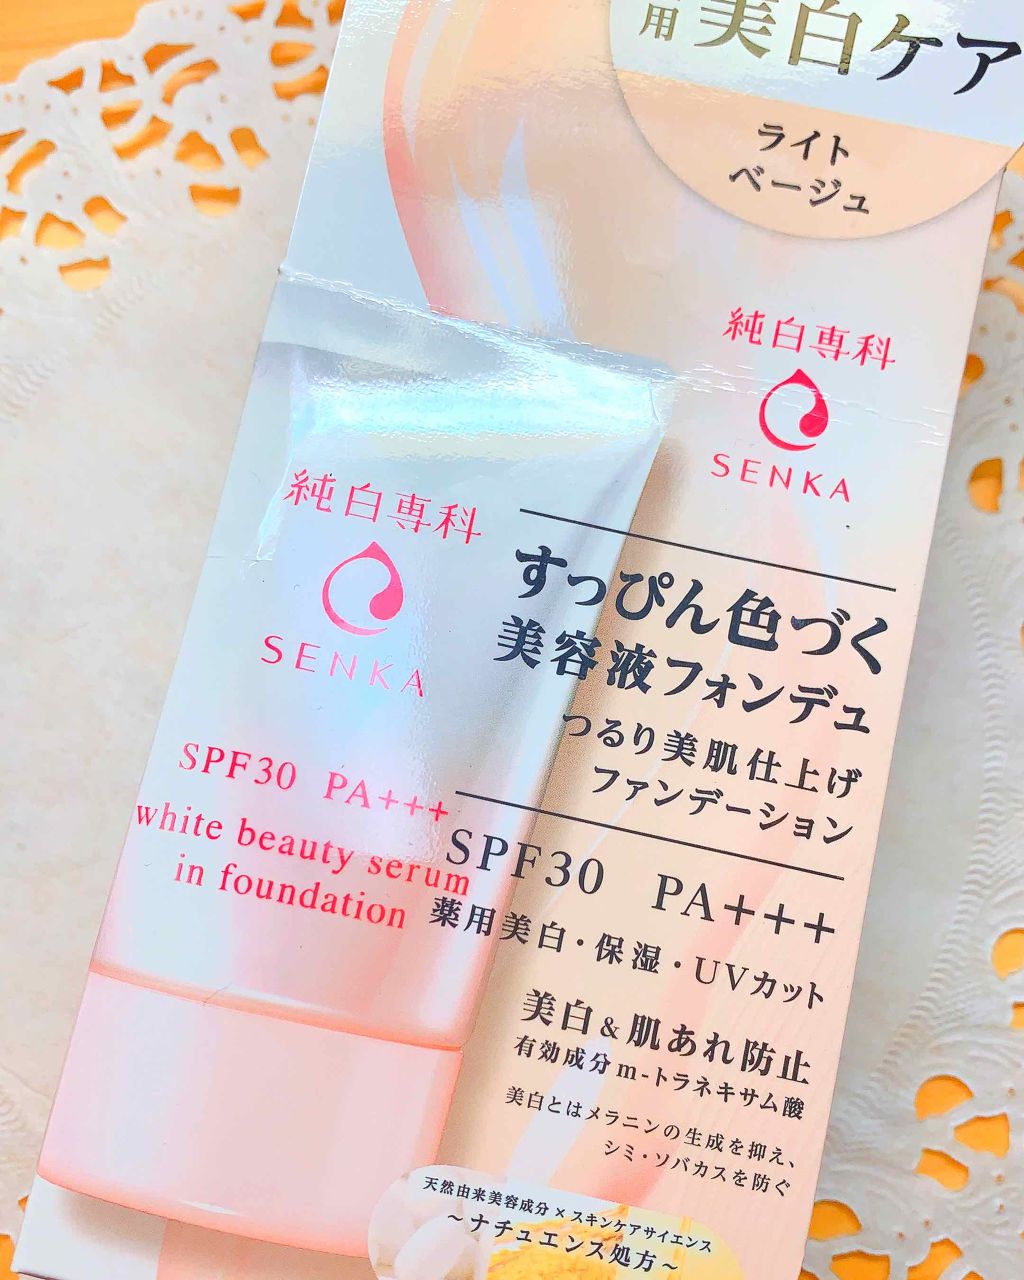 用美白ケア
ライト
ベージュ
純白専科
SENKA
純白専科
SENKA
SPF30 PA+++
white beauty serum
in foundation
すっぴん色づく
美容液フォンデュ
つるり美肌仕上げ
ファンデーション
SPF30 PA+++
薬用美白・保湿・UVカット
美白&肌あれ防止
有効成分m-トラネキサム酸
美白とはメラニンの生成を抑え、
シミ・ソバカスを防ぐ
天然由来美容成分×スキンケアサイエンス
～ナチュエンス処方～